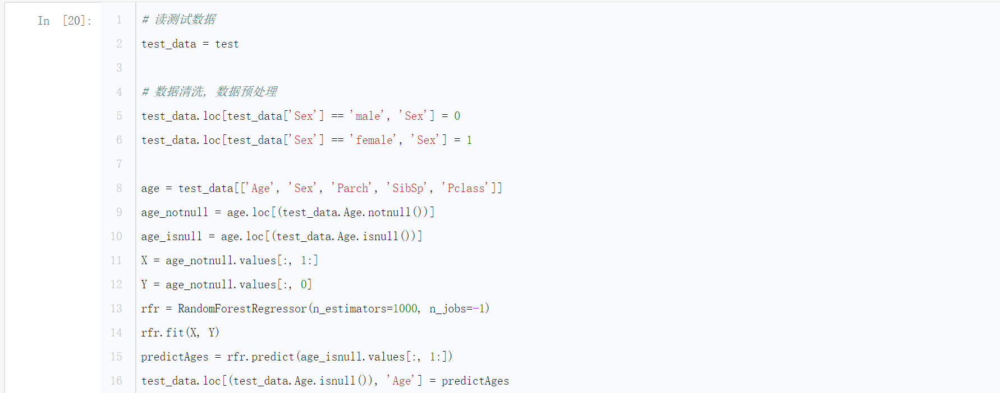 In [20]:
1 # 读测试数据
2 test_data = test
3
4 # 数据清洗, 数据预处理
5 test_data.loc[test_data['Sex'] == 'male', 'Sex'] = 0
6 test_data.loc[test_data['Sex'] == 'female', 'Sex'] = 1
7
8 age = test_data[['Age', 'Sex', 'Parch', 'SibSp', 'Pclass']]
9 age_notnull = age.loc[(test_data.Age.notnull())]
10 age_isnull = age.loc[(test_data.Age.isnull())]
11 X = age_notnull.values[:, 1:]
12 Y = age_notnull.values[:, 0]
13 rfr = RandomForestRegressor(n_estimators=1000, n_jobs=-1)
14 rfr.fit(X, Y)
15 predictAges = rfr.predict(age_isnull.values[:, 1:])
16 test_data.loc[(test_data.Age.isnull()), 'Age'] = predictAges